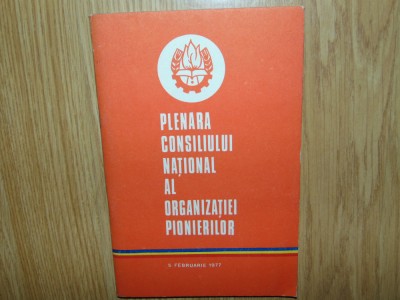 PLENARA
CONSILIULUI
NAȚIONAL
AL
ORGANIZAȚIEI
PIONIERILOR
5 FEBRUARIE 1977